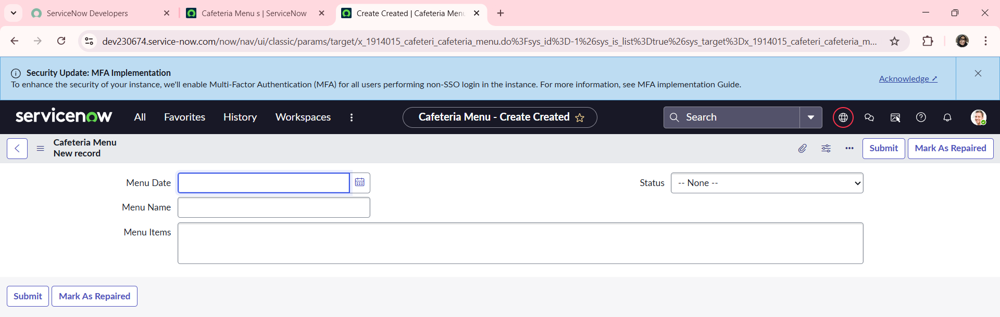 ServiceNow Developers
Cafeteria Menu s | ServiceNow
Create Created | Cafeteria Menu
dev230674.service-now.com/now/nav/ui/classic/params/target/x_1914015_cafeteri_cafeteria_menu.do%3Fsys_id%3D-1%26sys_is_list%3Dtrue%26sys_target%3Dx_1914015_cafeteri_cafeteria_m...
Security Update: MFA Implementation
To enhance the security of your instance, we'll enable Multi-Factor Authentication (MFA) for all users performing non-SSO login in the instance. For more information, see MFA implementation Guide.
Acknowledge ↗
servicenow
All
Favorites
History
Workspaces
Cafeteria Menu - Create Created
Search
Cafeteria Menu
New record
Submit
Mark As Repaired
Menu Date
Status
-- None --
Menu Name
Menu Items
Submit
Mark As Repaired